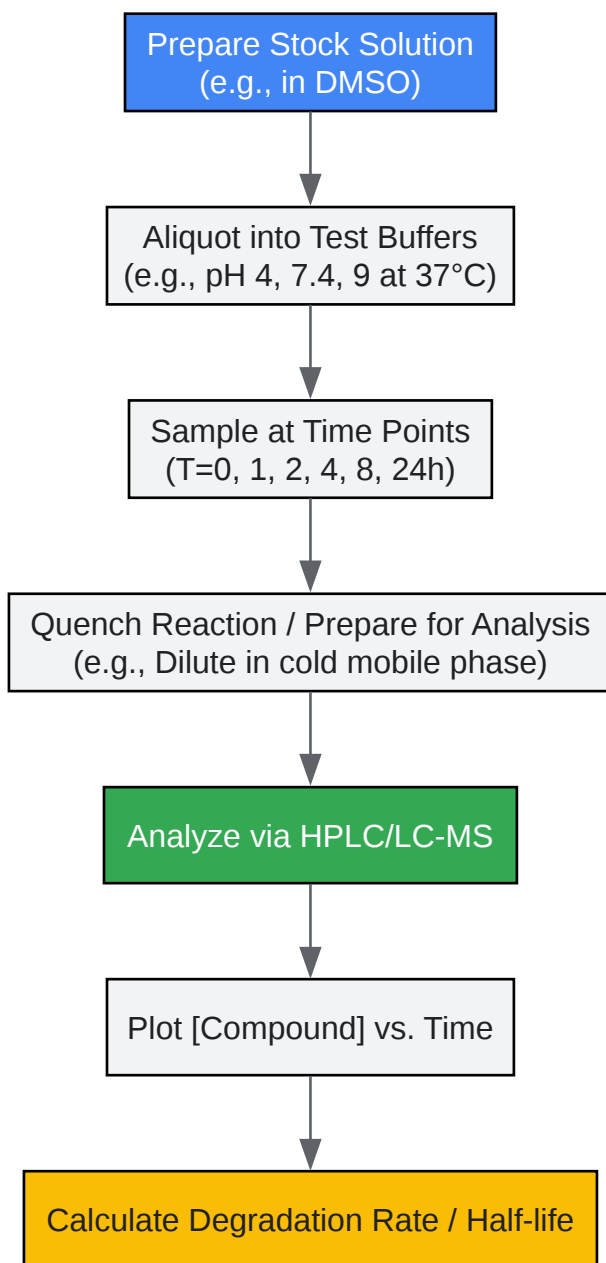 Prepare Stock Solution
(e.g., in DMSO)
Aliquot into Test Buffers
(e.g., pH 4, 7.4, 9 at 37°C)
Sample at Time Points
(T=0, 1, 2, 4, 8, 24h)
Quench Reaction / Prepare for Analysis
(e.g., Dilute in cold mobile phase)
Analyze via HPLC/LC-MS
Plot [Compound] vs. Time
Calculate Degradation Rate / Half-life